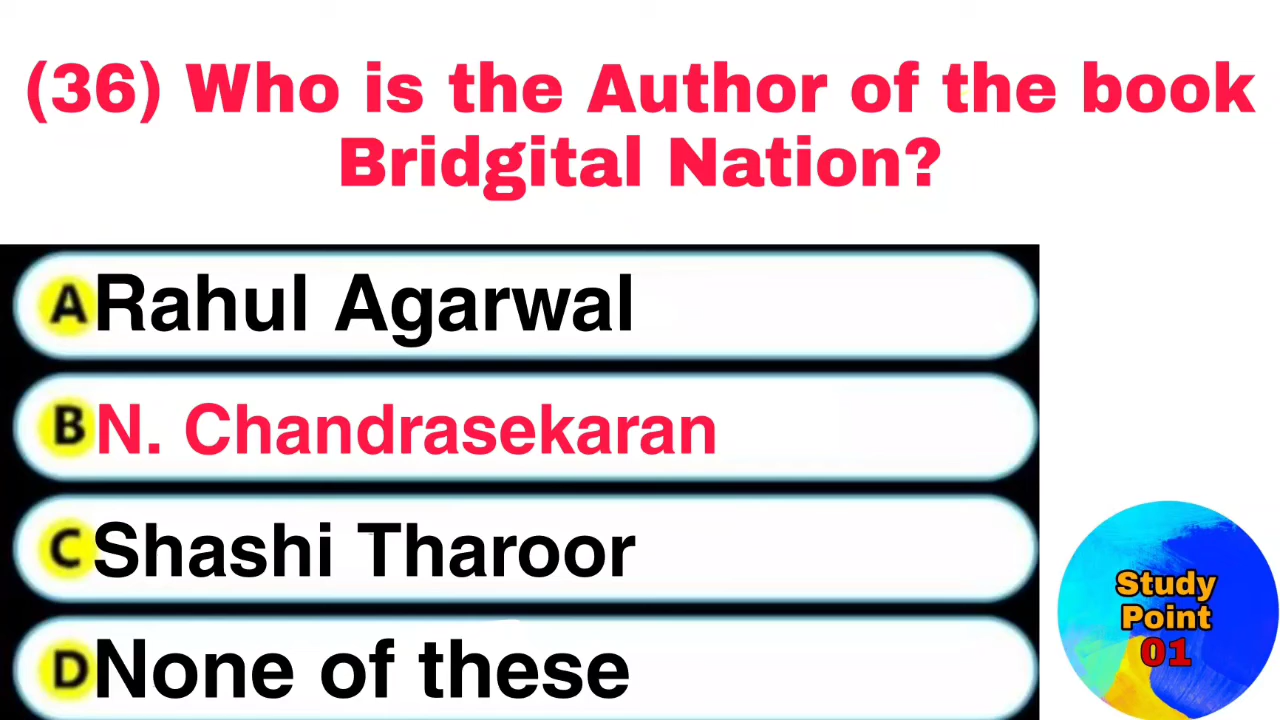 (36) Who is the Author of the book
Bridgital Nation?
A Rahul Agarwal
B N. Chandrasekaran
C Shashi Tharoor
D None of these
Study
Point
01